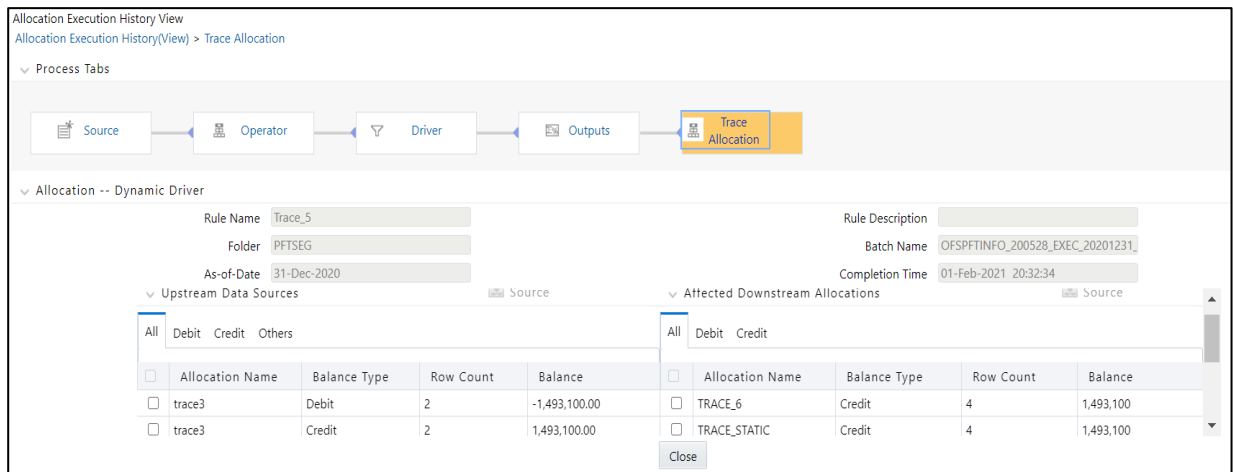 Allocation Execution History View
Allocation Execution History(View) > Trace Allocation
Process Tabs
Source
Operator
Driver
Outputs
Trace
Allocation
Allocation -- Dynamic Driver
Rule Name Trace_5
Rule Description
Folder PFTSEG
Batch Name OFSPFTINFO_200528_EXEC_20201231_
As-of-Date 31-Dec-2020
Completion Time 01-Feb-2021 20:32:34
Upstream Data Sources Source
Affected Downstream Allocations Source
All Debit Credit Others
All Debit Credit
Allocation Name Balance Type Row Count Balance
trace3 Debit 2 -1,493,100.00
trace3 Credit 2 1,493,100.00
Allocation Name Balance Type Row Count Balance
TRACE_6 Credit 4 1,493,100
TRACE_STATIC Credit 4 1,493,100
Close